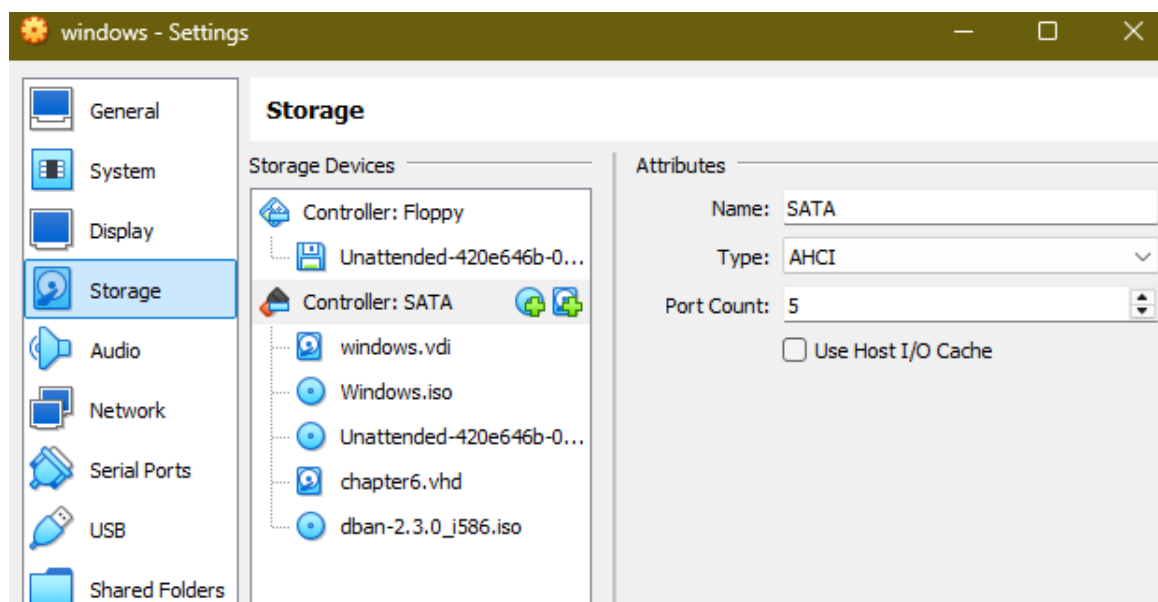 windows - Settings
General
System
Display
Storage
Audio
Network
Serial Ports
USB
Shared Folders
Storage
Storage Devices
Controller: Floppy
Unattended-420e646b-0...
Controller: SATA
windows.vdi
Windows.iso
Unattended-420e646b-0...
chapter6.vhd
dban-2.3.0_i586.iso
Attributes
Name: SATA
Type: AHCI
Port Count: 5
Use Host I/O Cache